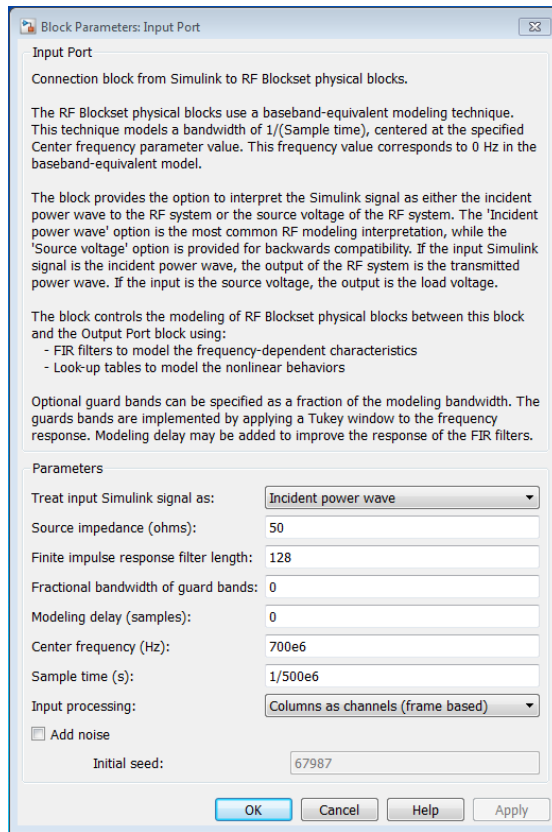 Block Parameters: Input Port
Input Port
Connection block from Simulink to RF Blockset physical blocks.
The RF Blockset physical blocks use a baseband-equivalent modeling technique.
This technique models a bandwidth of 1/(Sample time), centered at the specified
Center frequency parameter value. This frequency value corresponds to 0 Hz in the
baseband-equivalent model.
The block provides the option to interpret the Simulink signal as either the incident
power wave to the RF system or the source voltage of the RF system. The 'Incident
power wave' option is the most common RF modeling interpretation, while the
'Source voltage' option is provided for backwards compatibility. If the input Simulink
signal is the incident power wave, the output of the RF system is the transmitted
power wave. If the input is the source voltage, the output is the load voltage.
The block controls the modeling of RF Blockset physical blocks between this block
and the Output Port block using:
- FIR filters to model the frequency-dependent characteristics
- Look-up tables to model the nonlinear behaviors
Optional guard bands can be specified as a fraction of the modeling bandwidth. The
guards bands are implemented by applying a Tukey window to the frequency
response. Modeling delay may be added to improve the response of the FIR filters.
Parameters
Treat input Simulink signal as: Incident power wave
Source impedance (ohms): 50
Finite impulse response filter length: 128
Fractional bandwidth of guard bands: 0
Modeling delay (samples): 0
Center frequency (Hz): 700e6
Sample time (s): 1/500e6
Input processing: Columns as channels (frame based)
Add noise
Initial seed: 67987
OK Cancel Help Apply